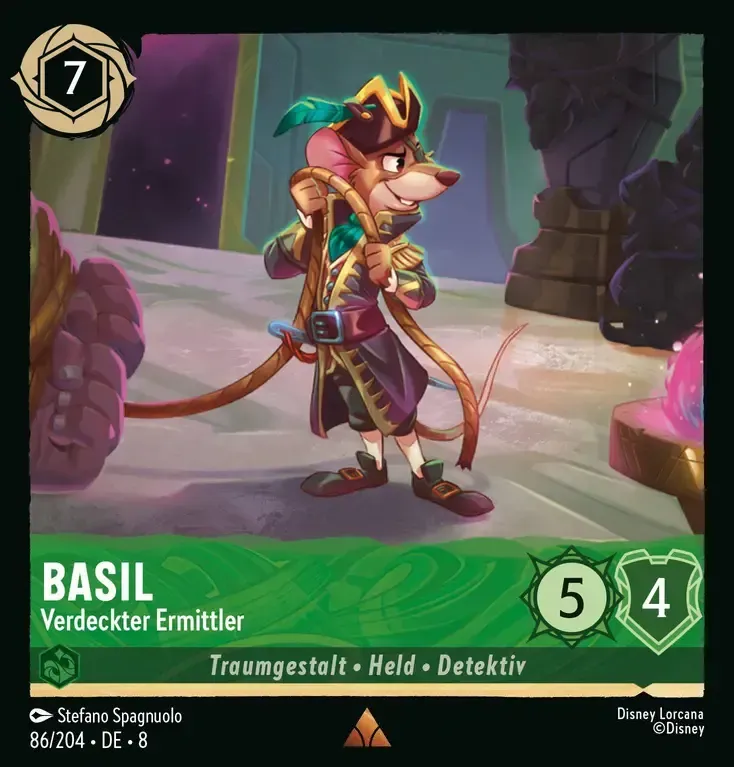 7
BASIL
Verdeckter Ermittler
5
4
Traumgestalt • Held • Detektiv
Stefano Spagnuolo
86/204 • DE • 8
Disney Lorcana
©Disney